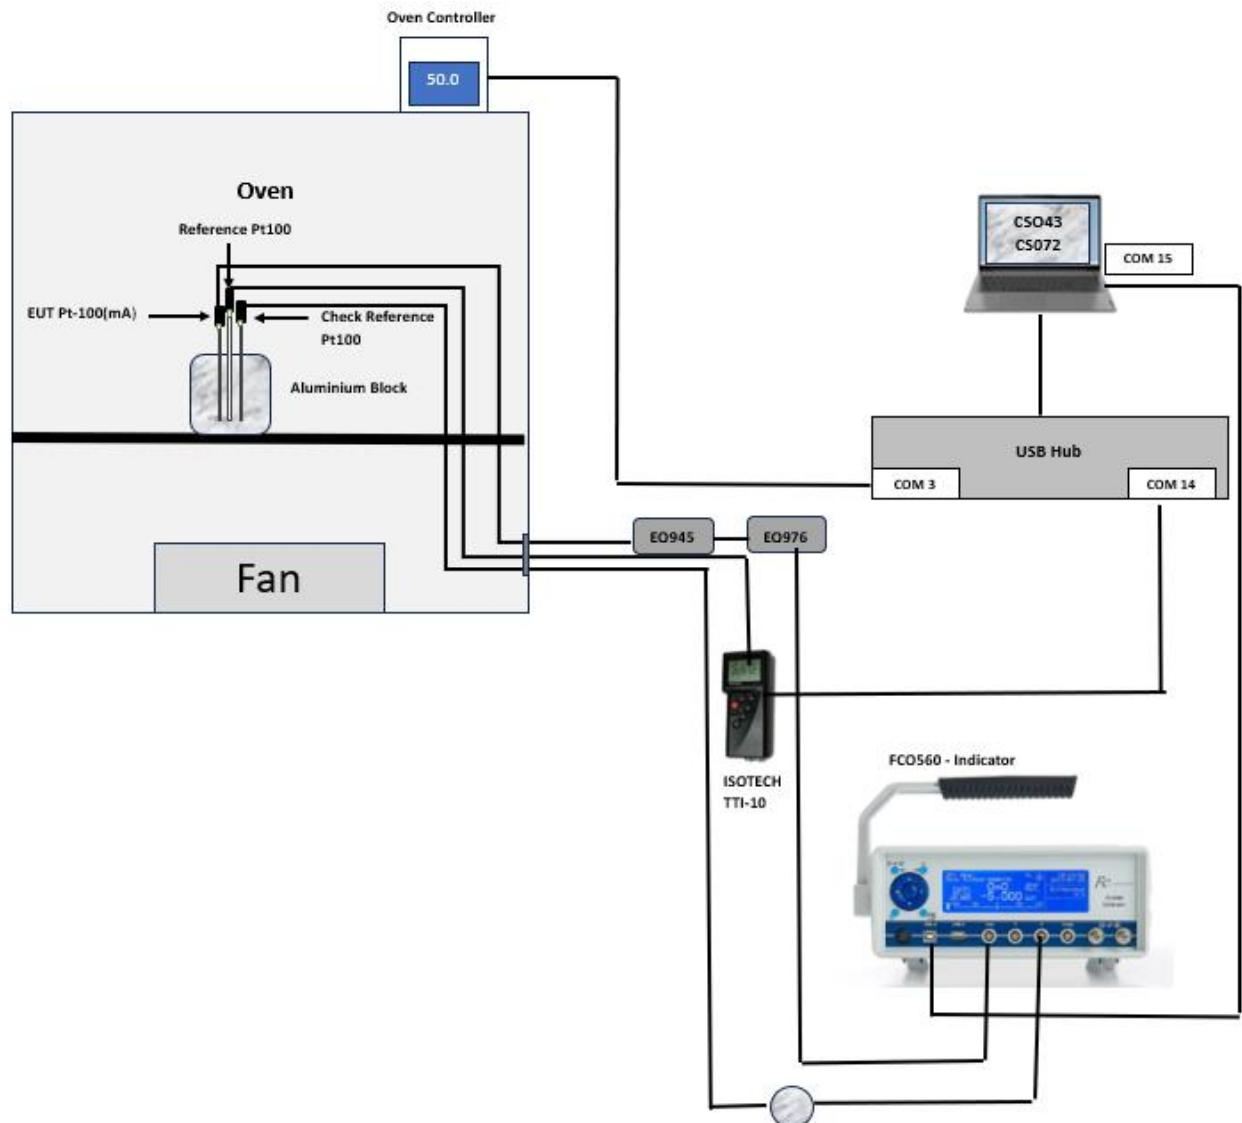 Oven Controller
50.0
Oven
Reference Pt100
EUT Pt-100(mA)
Check Reference
Pt100
Aluminium Block
Fan
CSO43
CS072
COM 15
USB Hub
COM 3
COM 14
EO945
EO976
ISOTECH
TTI-10
FCO560 - Indicator